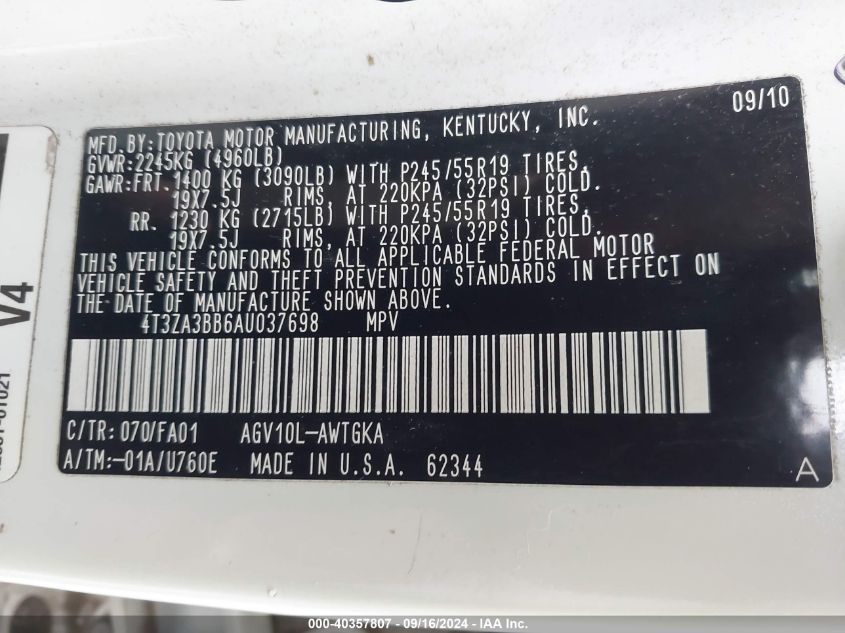 09/10
MFD.BY:TOYOTA MOTOR MANUFACTURING, KENTUCKY, INC.
GVWR:2245KG (4960LB)
GAWR:FRT.1400 KG (3090LB) WITH P245/55R19 TIRES,
19X7.5J RIMS, AT 220KPA (32PSI) COLD.
RR. 1230 KG (2715LB) WITH P245/55R19 TIRES,
19X7.5J RIMS, AT 220KPA (32PSI) COLD.
THIS VEHICLE CONFORMS TO ALL APPLICABLE FEDERAL MOTOR
VEHICLE SAFETY AND THEFT PREVENTION STANDARDS IN EFFECT ON
THE DATE OF MANUFACTURE SHOWN ABOVE.
4T3ZA3BB6AU037698 MPV
C/TR: 070/FA01 AGV10L-AWTGKA
A/TM:-01A/U760E MADE IN U.S.A. 62344
A
V4
000-40357807 - 09/16/2024 - IAA Inc.